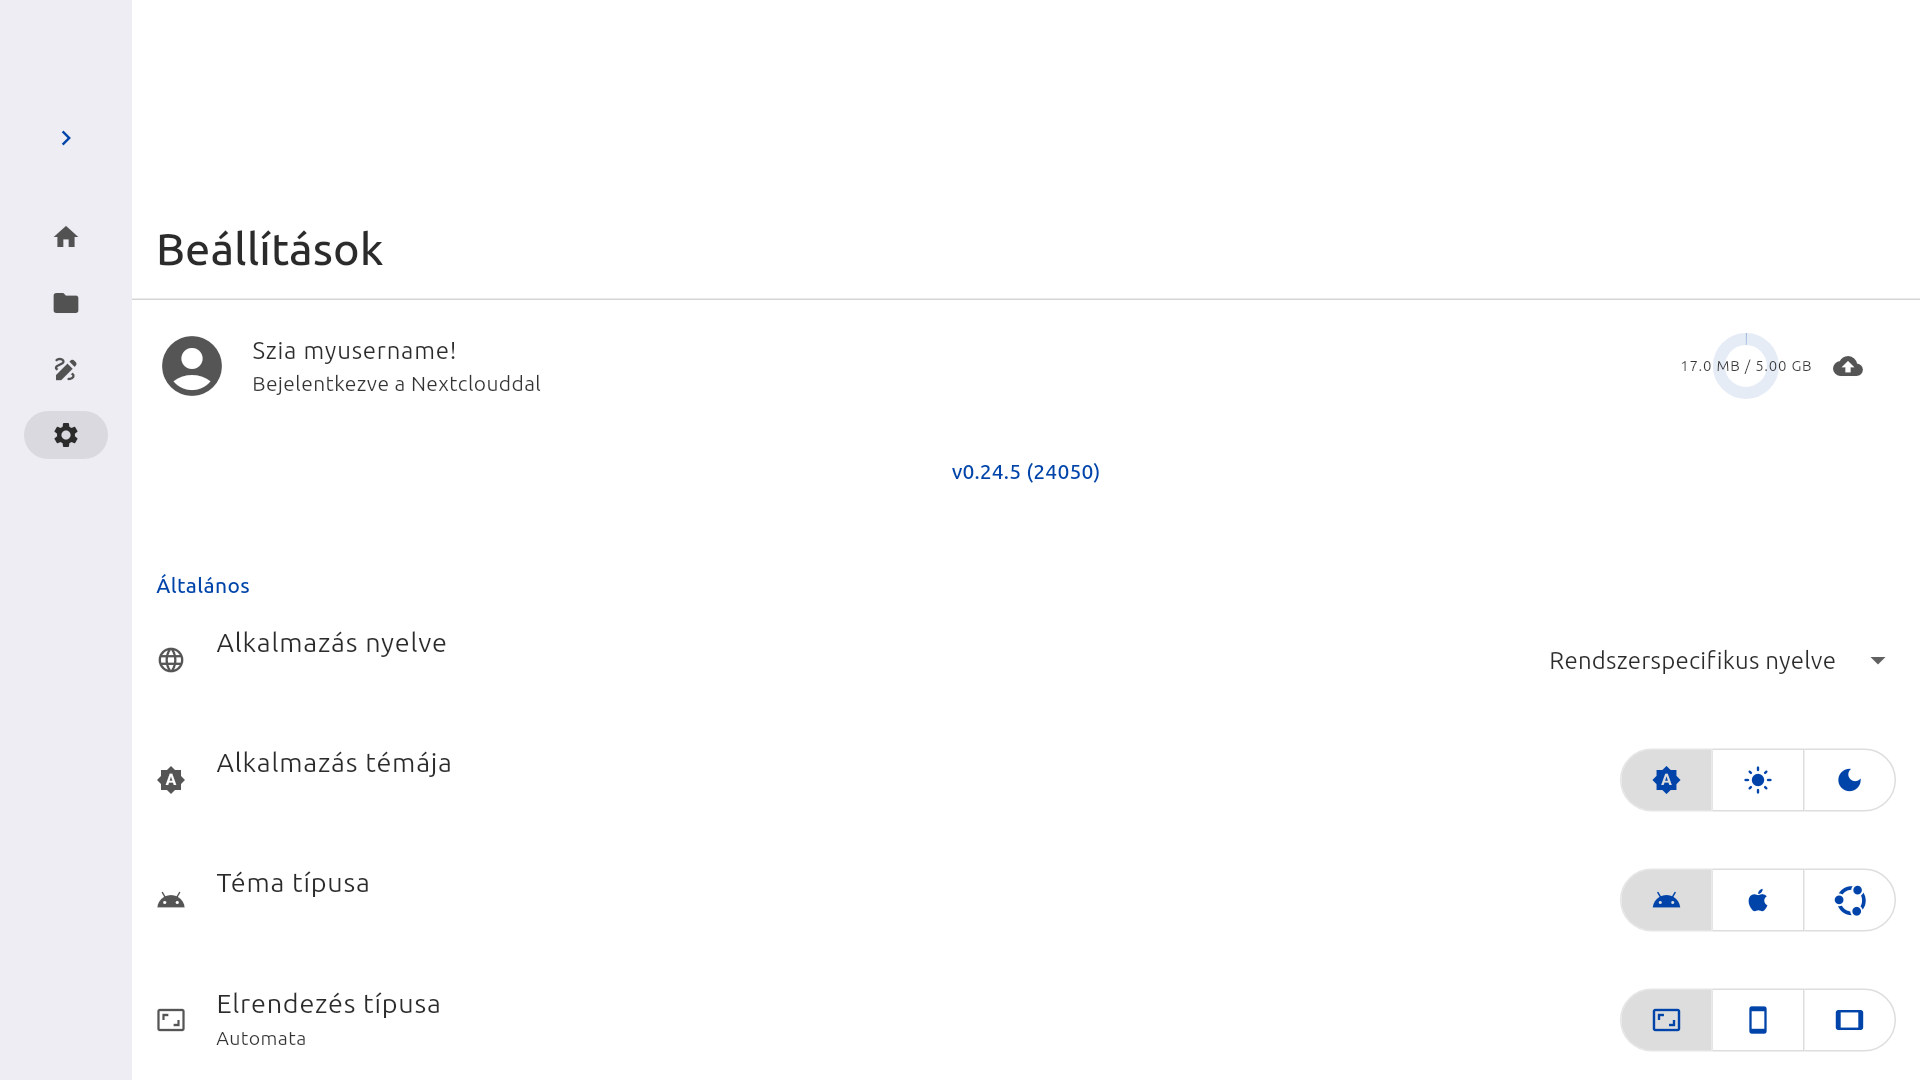 Beállítások
Szia myusername!
Bejelentkezve a Nextclouddal
17.0 MB / 5.00 GB
v0.24.5 (24050)
Általános
Alkalmazás nyelve
Rendszerspecifikus nyelve
Alkalmazás témája
Téma típusa
Elrendezés típusa
Automata